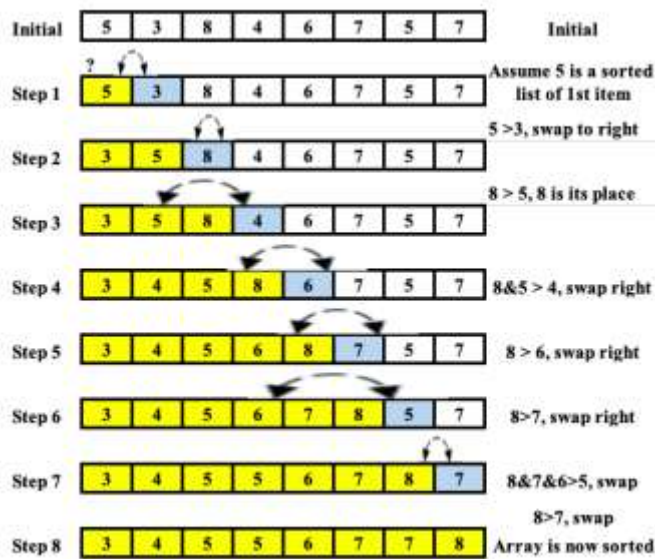 Initial 5 3 8 4 6 7 5 7 Initial
?
Assume 5 is a sorted
Step 1 5 3 8 4 6 7 5 7
list of 1st item
5 >3, swap to right
Step 2 3 5 8 4 6 7 5 7
8 > 5, 8 is its place
Step 3 3 5 8 4 6 7 5 7
Step 4 3 4 5 8 6 7 5 7 8&5 > 4, swap right
Step 5 3 4 5 6 8 7 5 7 8 > 6, swap right
Step 6 3 4 5 6 7 8 5 7 8>7, swap right
Step 7 3 4 5 5 6 7 8 7 8&7&6>5, swap
8>7, swap
Step 8 3 4 5 5 6 7 7 8 Array is now sorted